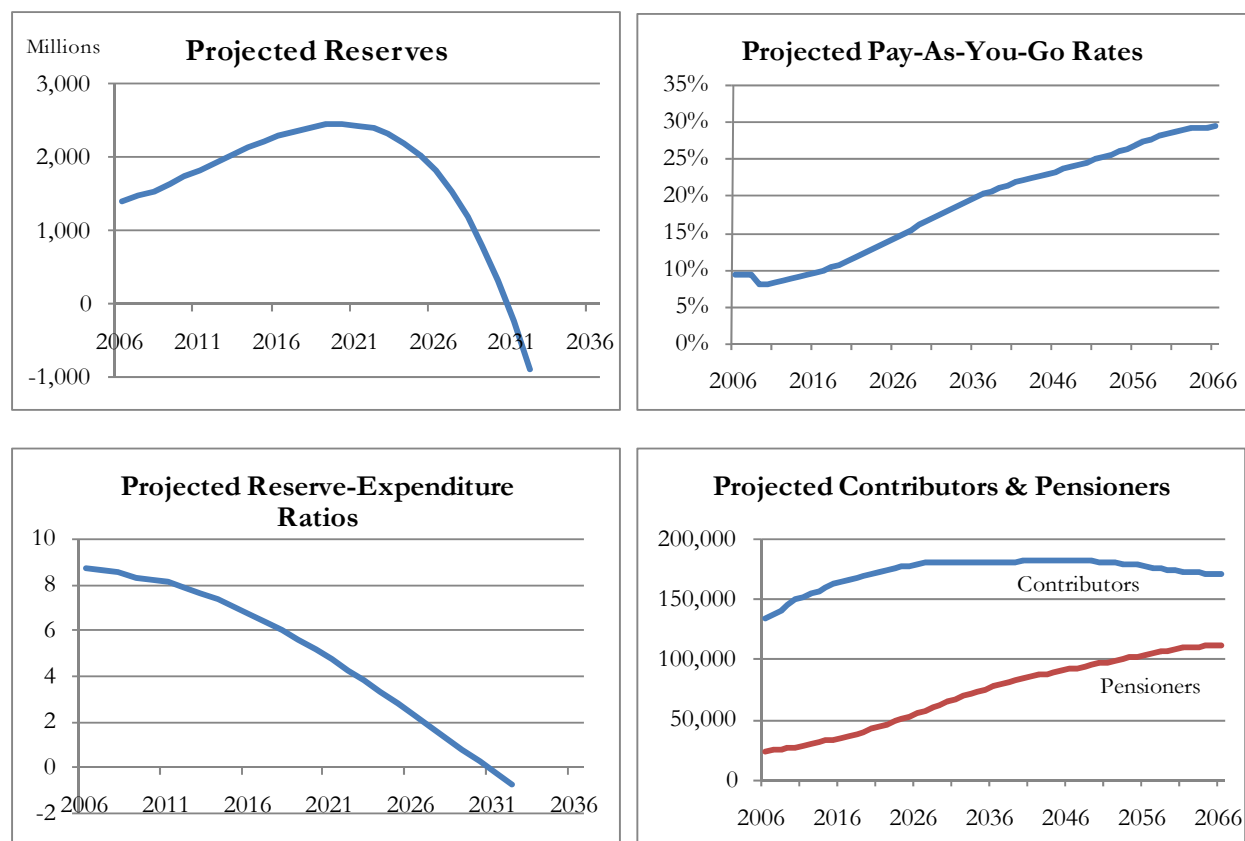 Millions
Projected Reserves
3,000
2,000
1,000
0
-1,000
2006 2011 2016 2021 2026 2031 2036
Projected Pay-As-You-Go Rates
35%
30%
25%
20%
15%
10%
5%
0%
2006 2016 2026 2036 2046 2056 2066
Projected Reserve-Expenditure
Ratios
10
8
6
4
2
0
-2
2006 2011 2016 2021 2026 2031 2036
Projected Contributors & Pensioners
200,000
150,000
100,000
50,000
0
Contributors
Pensioners
2006 2016 2026 2036 2046 2056 2066